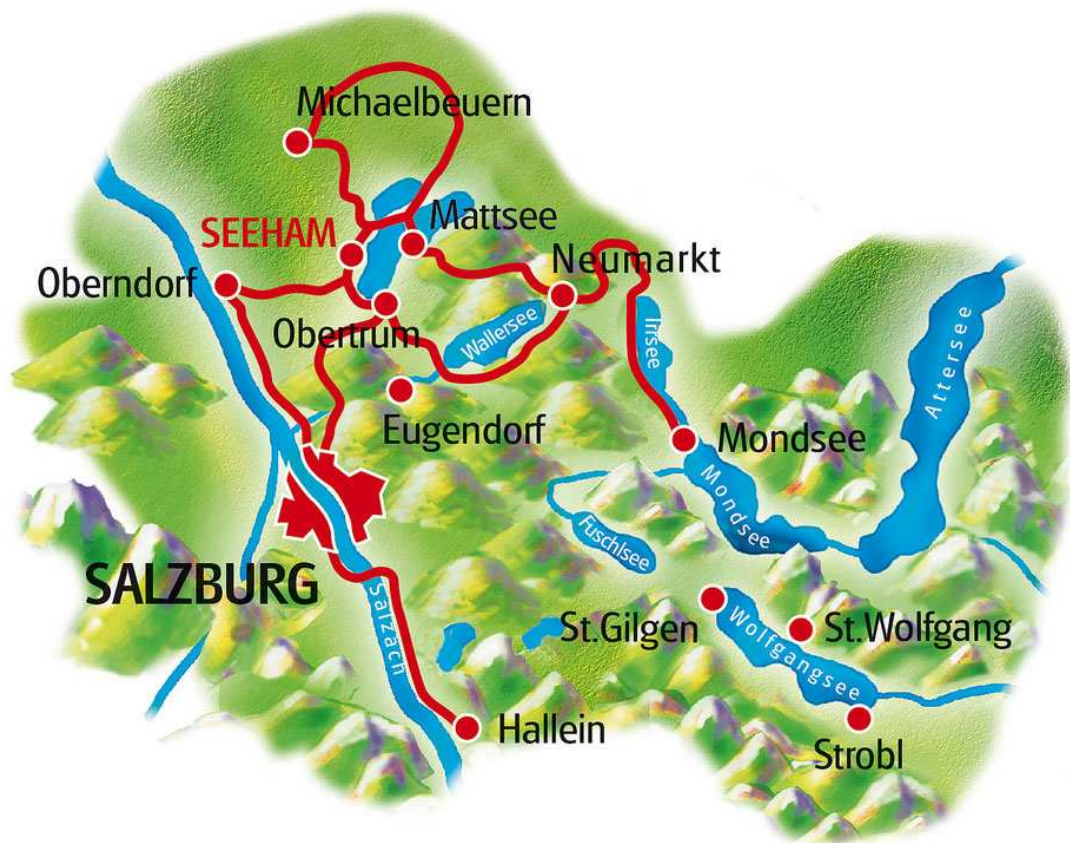 Michaelbeuern
SEEHAM
Mattsee
Neumarkt
Oberndorf
Obertrum
Wallersee
Irrsee
Attersee
Eugendorf
Mondsee
Mondsee
Fuschlsee
SALZBURG
Salzach
St.Gilgen
Wolfgangsee
St.Wolfgang
Hallein
Strobl